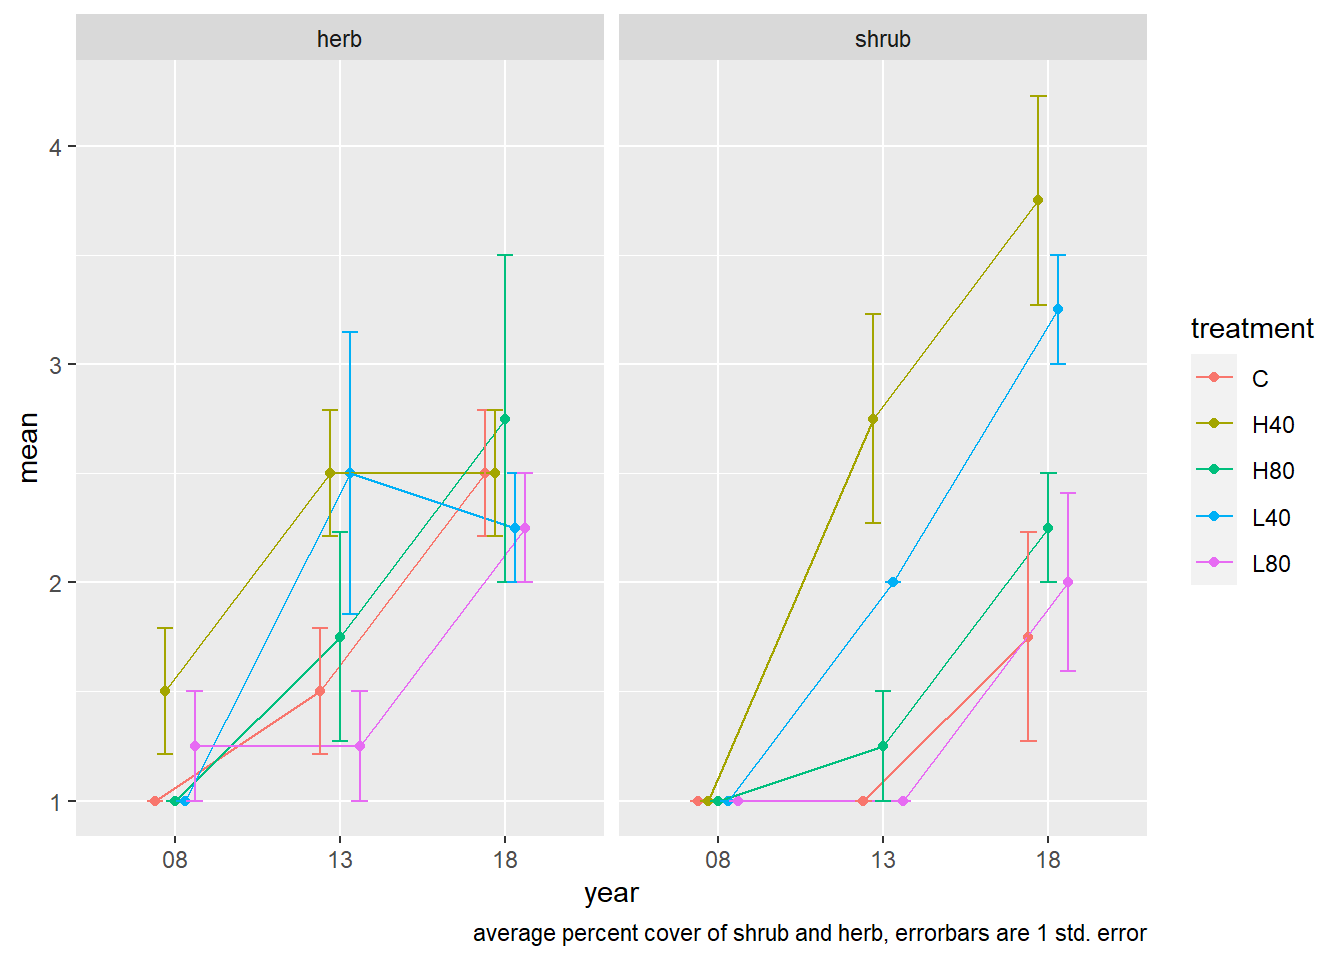 herb
shrub
mean
4
3
2
1
08
13
18
08
13
18
year
treatment
C
H40
H80
L40
L80
average percent cover of shrub and herb, errorbars are 1 std. error